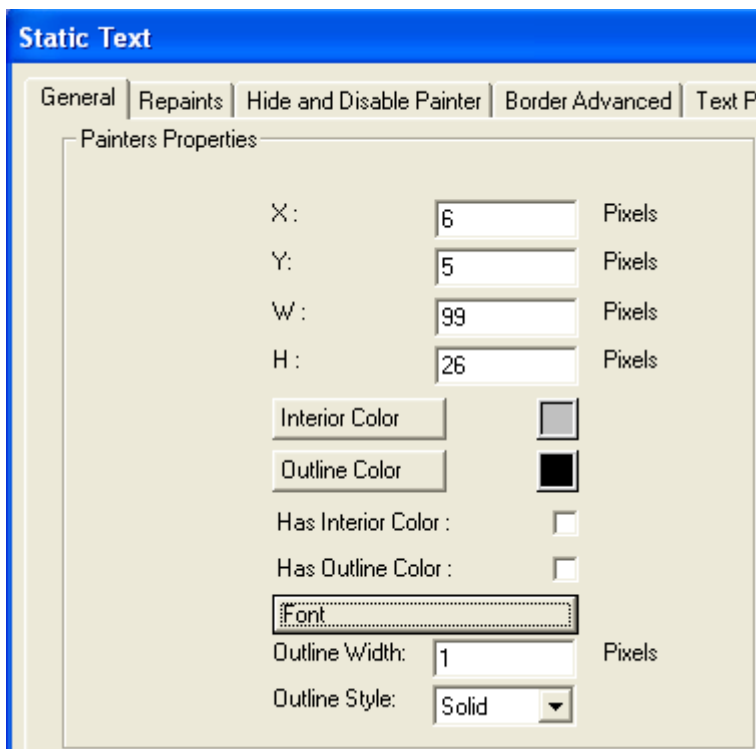 Static Text
General Repaints Hide and Disable Painter Border Advanced Text P
Painters Properties
X : 6 Pixels
Y: 5 Pixels
W : 99 Pixels
H : 26 Pixels
Interior Color
Outline Color
Has Interior Color :
Has Outline Color :
Font
Outline Width: 1 Pixels
Outline Style: Solid